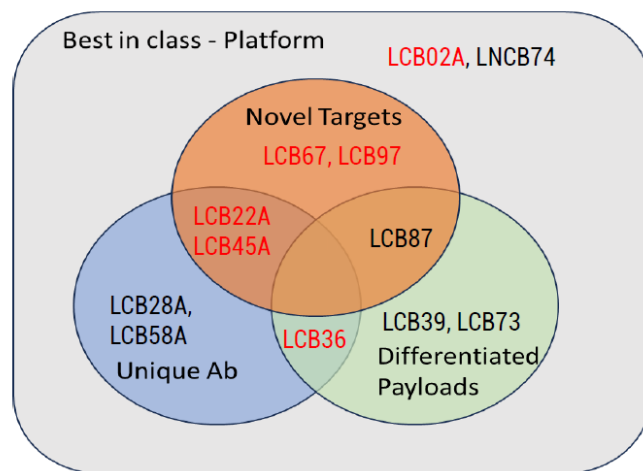 Best in class - Platform
LCB02A, LNCB74
Novel Targets
LCB67, LCB97
LCB22A
LCB45A
LCB87
LCB28A,
LCB58A
Unique Ab
LCB36
LCB39, LCB73
Differentiated
Payloads